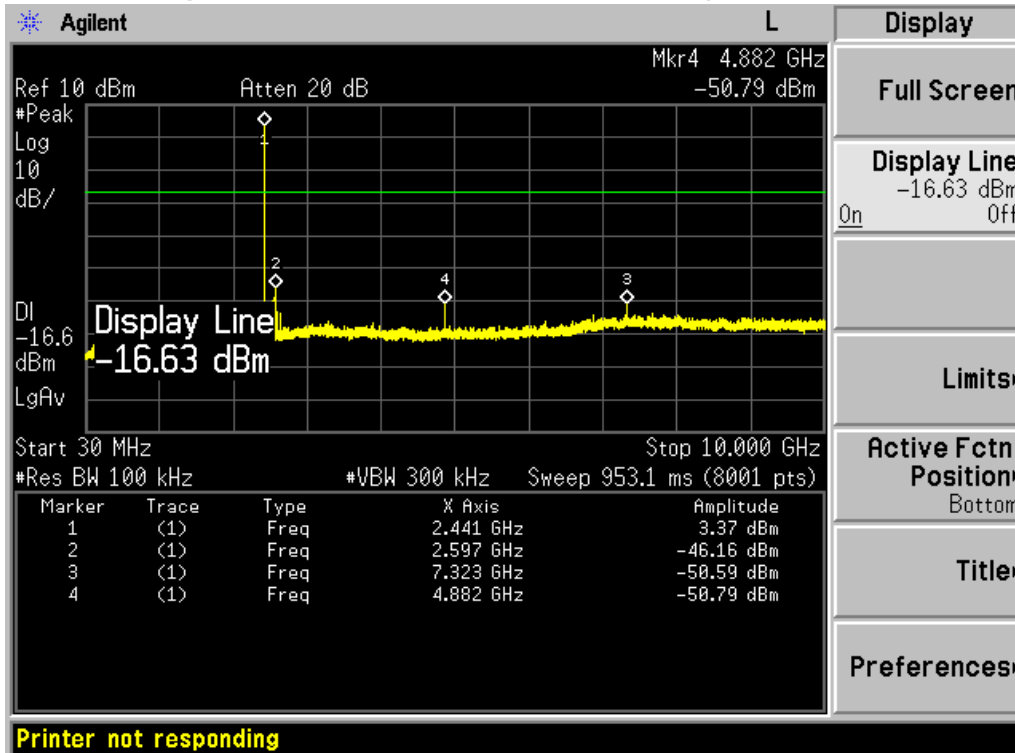 Agilent L
Mkr4 4.882 GHz
Ref 10 dBm Atten 20 dB -50.79 dBm
#Peak
Log
10
dB/
1
2
4
3
DI
-16.6
dBm
LgAv
Display Line
-16.63 dBm
Start 30 MHz Stop 10.000 GHz
#Res BW 100 kHz #VBW 300 kHz Sweep 953.1 ms (8001 pts)
Marker Trace Type X Axis Amplitude
1 (1) Freq 2.441 GHz 3.37 dBm
2 (1) Freq 2.597 GHz -46.16 dBm
3 (1) Freq 7.323 GHz -50.59 dBm
4 (1) Freq 4.882 GHz -50.79 dBm
Printer not responding
Display
Full Screen
Display Line
-16.63 dBm
On Off
Limits
Active Fctn
Position
Bottom
Title
Preferences